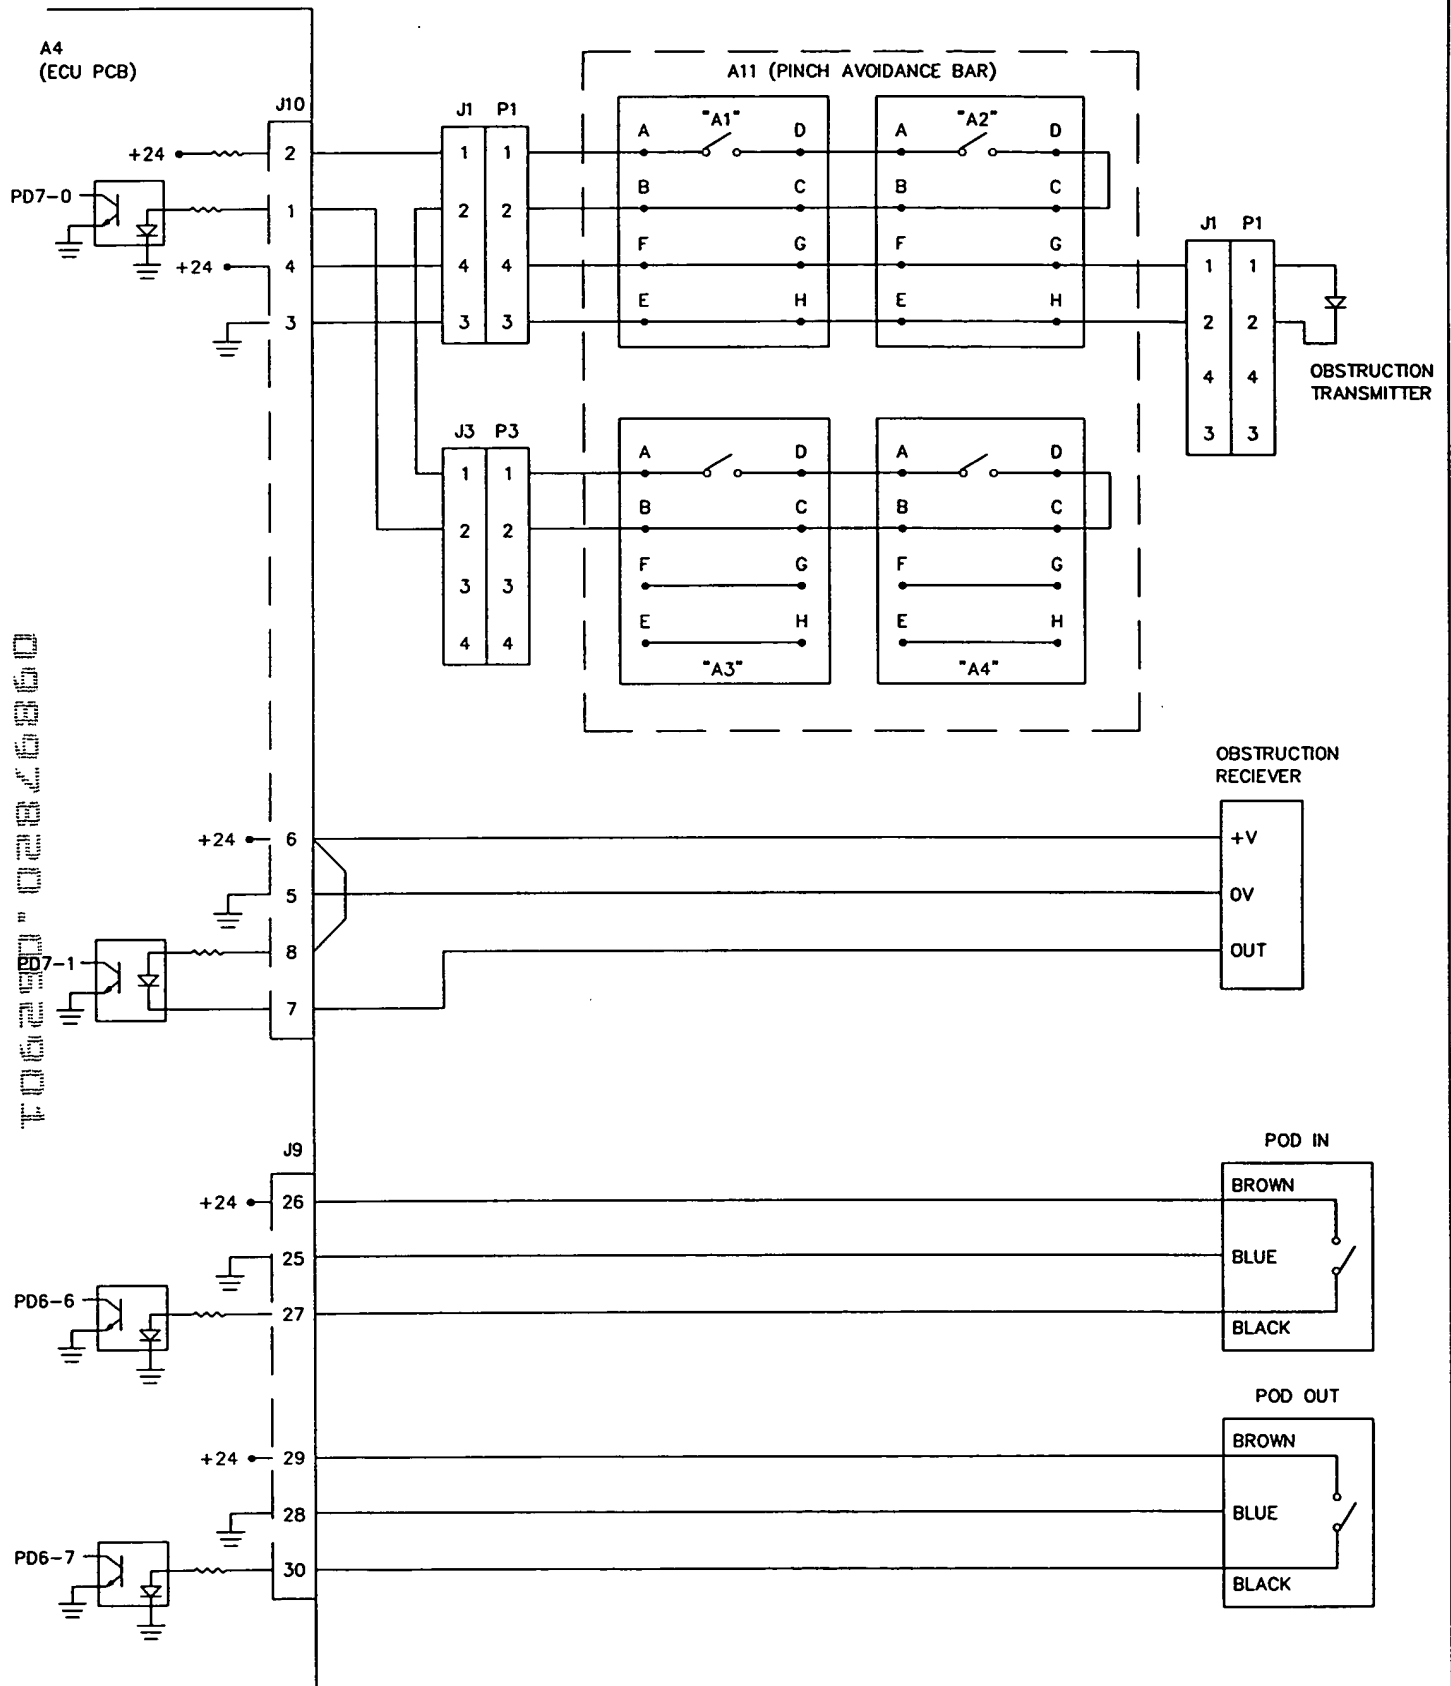 A4
(ECU PCB)
A11 (PINCH AVOIDANCE BAR)
J10
J1 P1
"A1" "A2"
A D A D
+24 2 1 1
B C B C
PD7-0 1 2 2
F G F G
J1 P1
+24 4 4 4 1 1
E H E H
3 3 3 2 2
OBSTRUCTION
TRANSMITTER
4 4
3 3
J3 P3
A D A D
1 1
B C B C
2 2
F G F G
3 3
E H E H
4 4
"A3" "A4"
09897820.062901
OBSTRUCTION
RECIEVER
+24 6 +V
5 0V
8 OUT
PD7-1
7
J9
POD IN
+24 26 BROWN
25 BLUE
PD6-6 27 BLACK
POD OUT
+24 29 BROWN
28 BLUE
PD6-7 30 BLACK